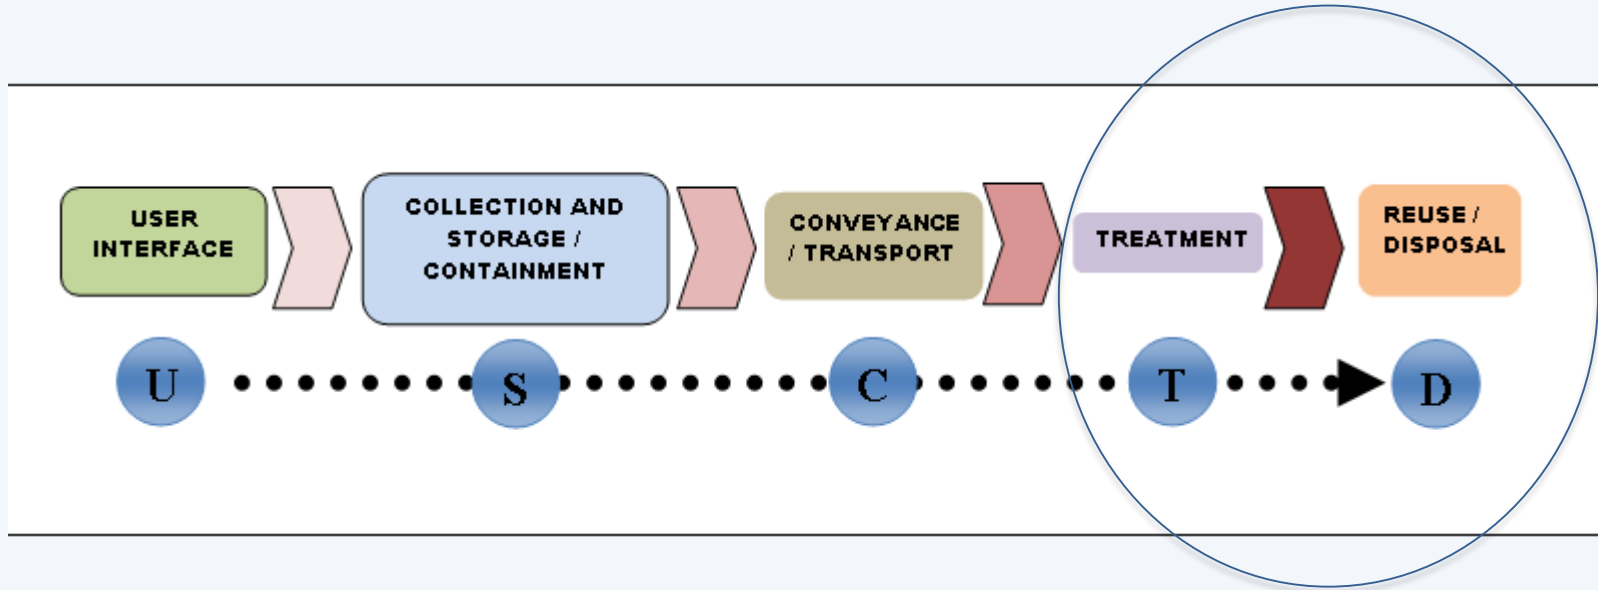 USER
INTERFACE
COLLECTION AND
STORAGE /
CONTAINMENT
CONVEYANCE
/ TRANSPORT
TREATMENT
REUSE /
DISPOSAL
U
S
C
T
D